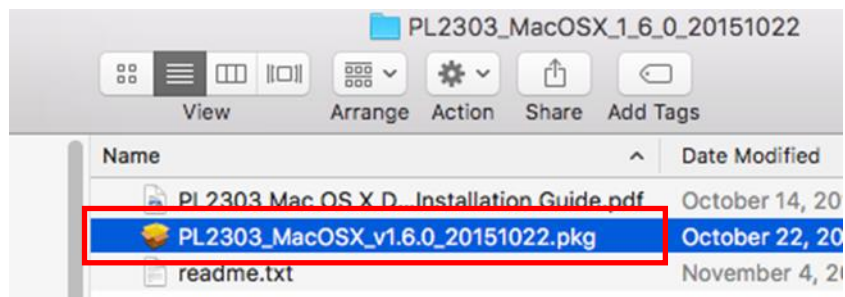 PL2303_MacOSX_1_6_0_20151022
View Arrange Action Share Add Tags
Name Date Modified
PL2303 Mac OS X D...Installation Guide.pdf October 14, 20
PL2303_MacOSX_v1.6.0_20151022.pkg October 22, 20
readme.txt November 4, 20